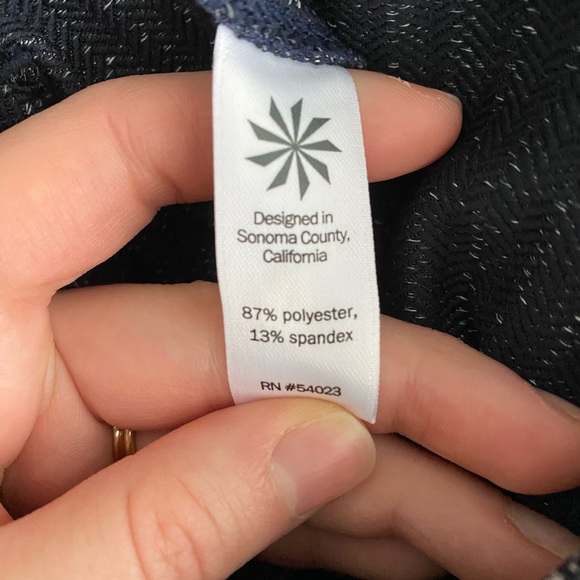 Designed in
Sonoma County,
California
87% polyester,
13% spandex
RN #54023